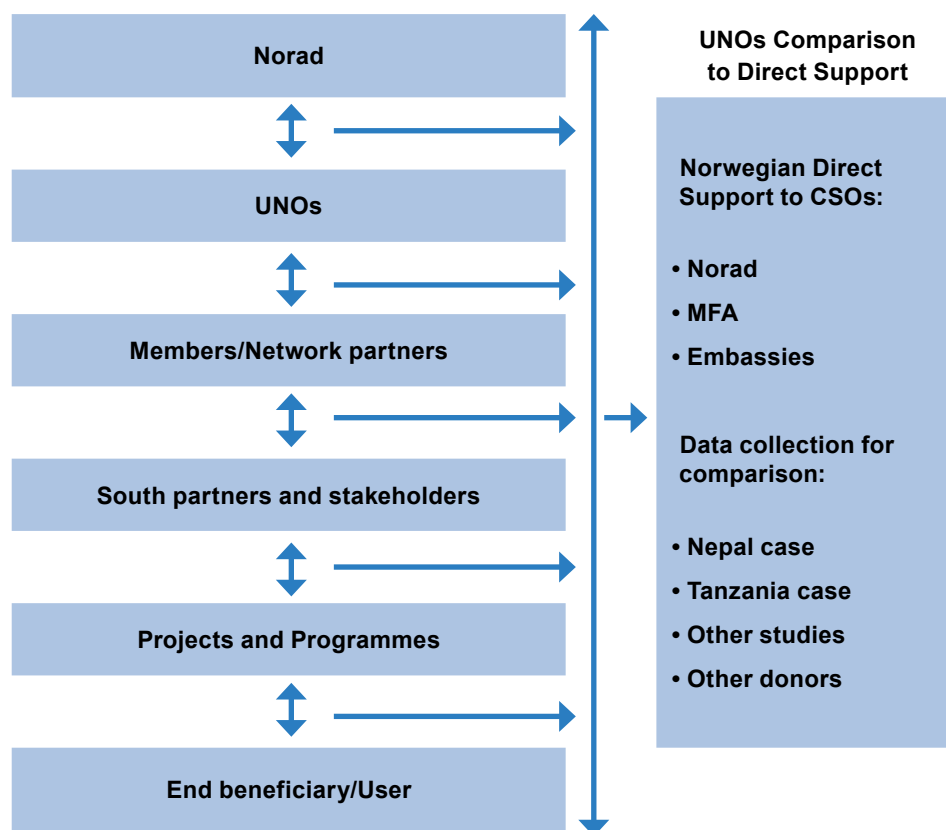 Norad
UNOs
Members/Network partners
South partners and stakeholders
Projects and Programmes
End beneficiary/User
UNOs Comparison
to Direct Support
Norwegian Direct
Support to CSOs:
• Norad
• MFA
• Embassies
Data collection for
comparison:
• Nepal case
• Tanzania case
• Other studies
• Other donors